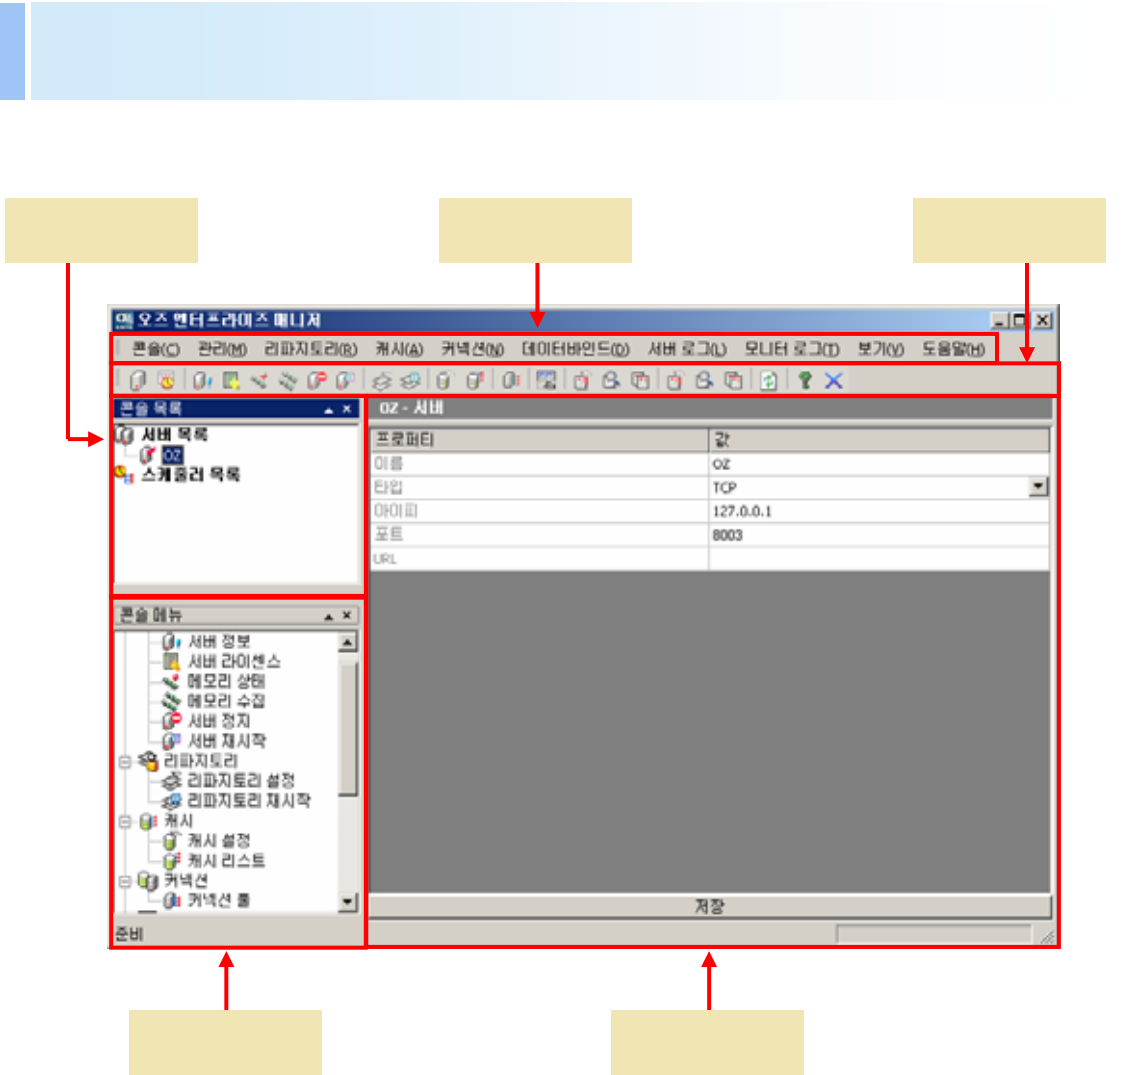 오즈 엔터프라이즈 매니저
콘솔(C) 관리(M) 리파지토리(R) 캐시(A) 커넥션(N) 데이터바인드(D) 서버 로그(L) 모니터 로그(T) 보기(V) 도움말(H)
콘솔 목록
서버 목록
OZ
스케줄러 목록
OZ - 서버
프로퍼티 값
이름 OZ
타입 TCP
아이피 127.0.0.1
포트 8003
URL
콘솔 메뉴
서버 정보
서버 라이센스
메모리 상태
메모리 수집
서버 정지
서버 재시작
리파지토리
리파지토리 설정
리파지토리 재시작
캐시
캐시 설정
캐시 리스트
커넥션
커넥션 풀
저장
준비